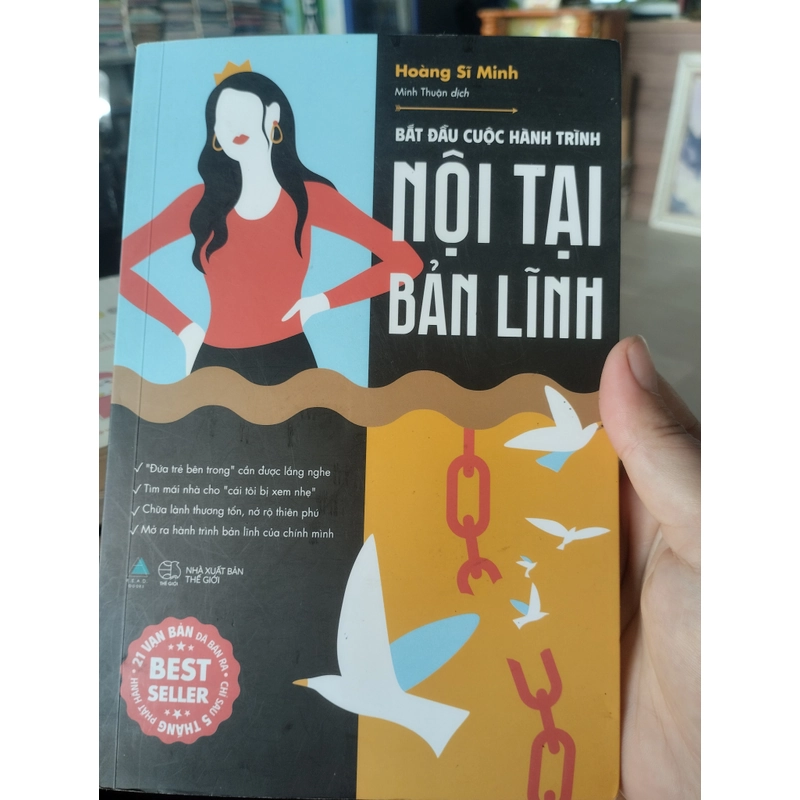 Hoàng Sĩ Minh
Minh Thuận dịch
BẮT ĐẦU CUỘC HÀNH TRÌNH
NỘI TẠI
BẢN LĨNH
✓ "Đứa trẻ bên trong" cần được lắng nghe
✓ Tìm mái nhà cho "cái tôi bị xem nhẹ"
✓ Chữa lành thương tổn, nở rộ thiên phú
✓ Mở ra hành trình bản lĩnh của chính mình
THẾ GIỚI
NHÀ XUẤT BẢN
THẾ GIỚI
21 VẠN BẢN ĐÃ BÁN RA
BEST
SELLER
CHỈ SAU 5 THÁNG PHÁT HÀNH